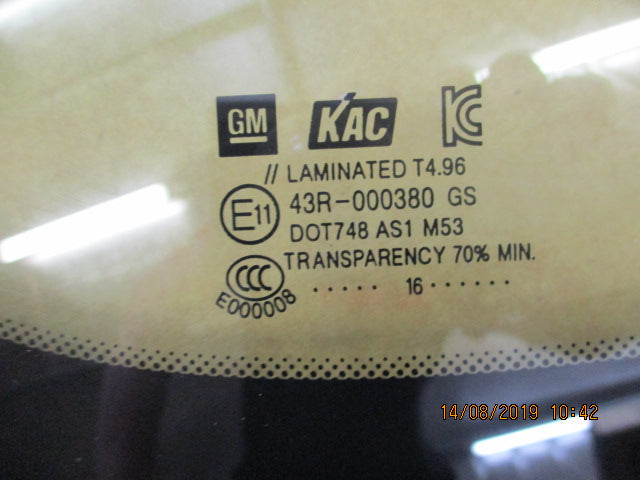 GM KAC KC
// LAMINATED T4.96
E11 43R-000380 GS
DOT748 AS1 M53
CCC TRANSPARENCY 70% MIN.
E000008 ····· 16 ······
14/08/2019 10:42